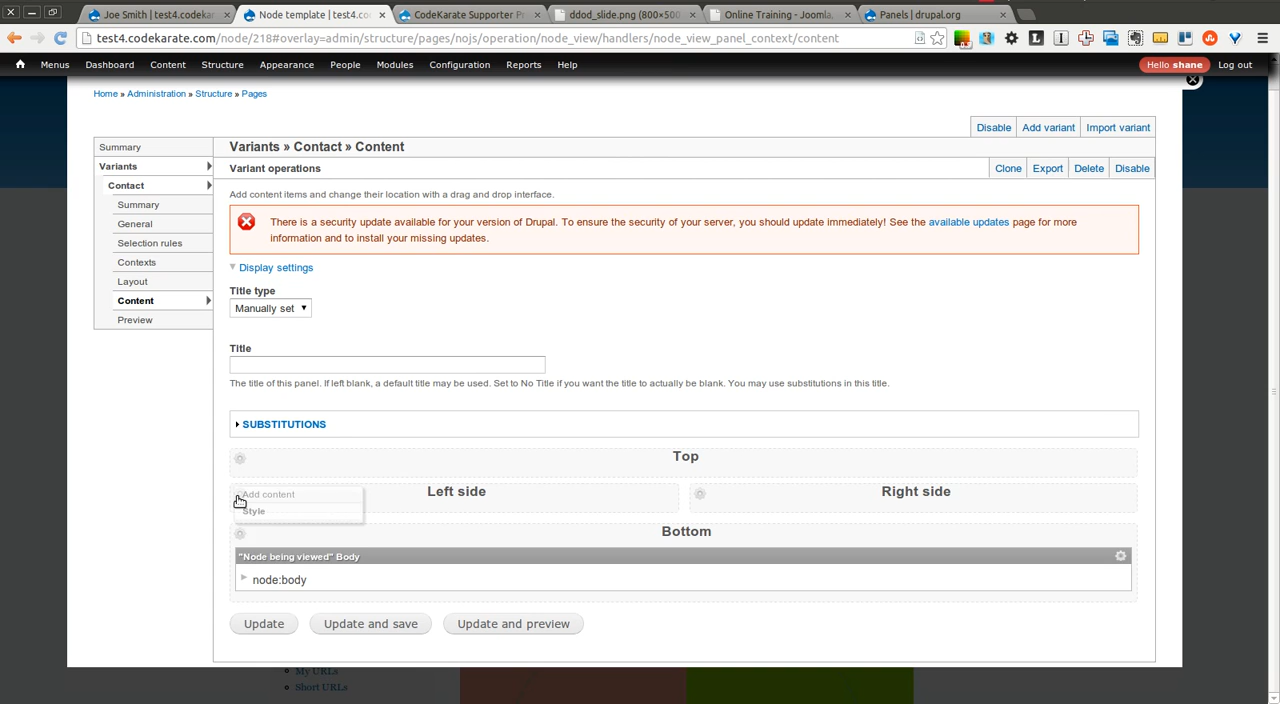 Joe Smith | test4.codeka
Node template | test4.co
CodeKarate Supporter P
ddod_slide.png (800×500
Online Training - Joomla
Panels | drupal.org
test4.codekarate.com/node/218#overlay=admin/structure/pages/nojs/operation/node_view/handlers/node_view_panel_context/content
Menus Dashboard Content Structure Appearance People Modules Configuration Reports Help Hello shane Log out
Home » Administration » Structure » Pages
Disable Add variant Import variant
Summary
Variants
Contact
Summary
General
Selection rules
Contexts
Layout
Content
Preview
Variants » Contact » Content
Variant operations
Clone Export Delete Disable
Add content items and change their location with a drag and drop interface.
There is a security update available for your version of Drupal. To ensure the security of your server, you should update immediately! See the available updates page for more
information and to install your missing updates.
Display settings
Title type
Manually set
Title
The title of this panel. If left blank, a default title may be used. Set to No Title if you want the title to actually be blank. You may use substitutions in this title.
SUBSTITUTIONS
Top
Add content
Style
Left side
Right side
Bottom
"Node being viewed" Body
node:body
Update Update and save Update and preview
My URLs
Short URLs